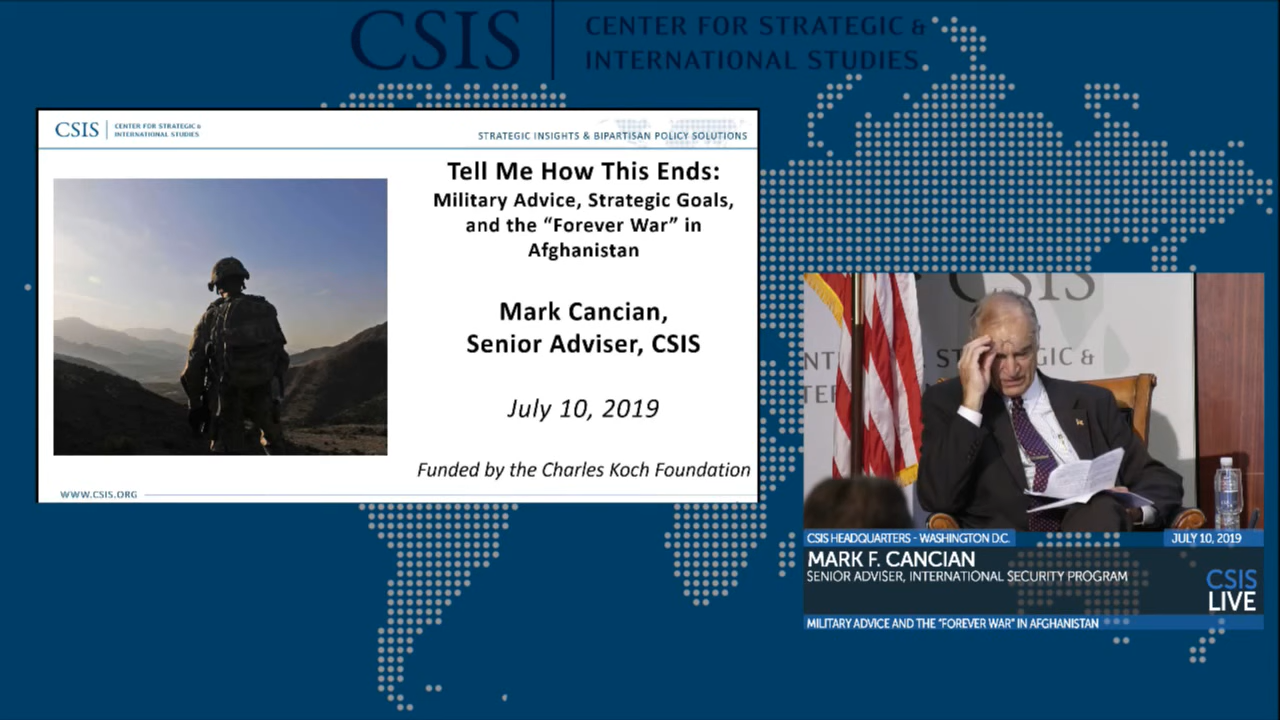 CSIS
CENTER FOR STRATEGIC &
INTERNATIONAL STUDIES
CSIS
CENTER FOR STRATEGIC &
INTERNATIONAL STUDIES
STRATEGIC INSIGHTS & BIPARTISAN POLICY SOLUTIONS
Tell Me How This Ends:
Military Advice, Strategic Goals,
and the “Forever War” in
Afghanistan
Mark Cancian,
Senior Adviser, CSIS
July 10, 2019
Funded by the Charles Koch Foundation
WWW.CSIS.ORG
CSIS
GIC &
CSIS HEADQUARTERS - WASHINGTON D.C.
JULY 10, 2019
MARK F. CANCIAN
SENIOR ADVISER, INTERNATIONAL SECURITY PROGRAM
CSIS
LIVE
MILITARY ADVICE AND THE "FOREVER WAR" IN AFGHANISTAN